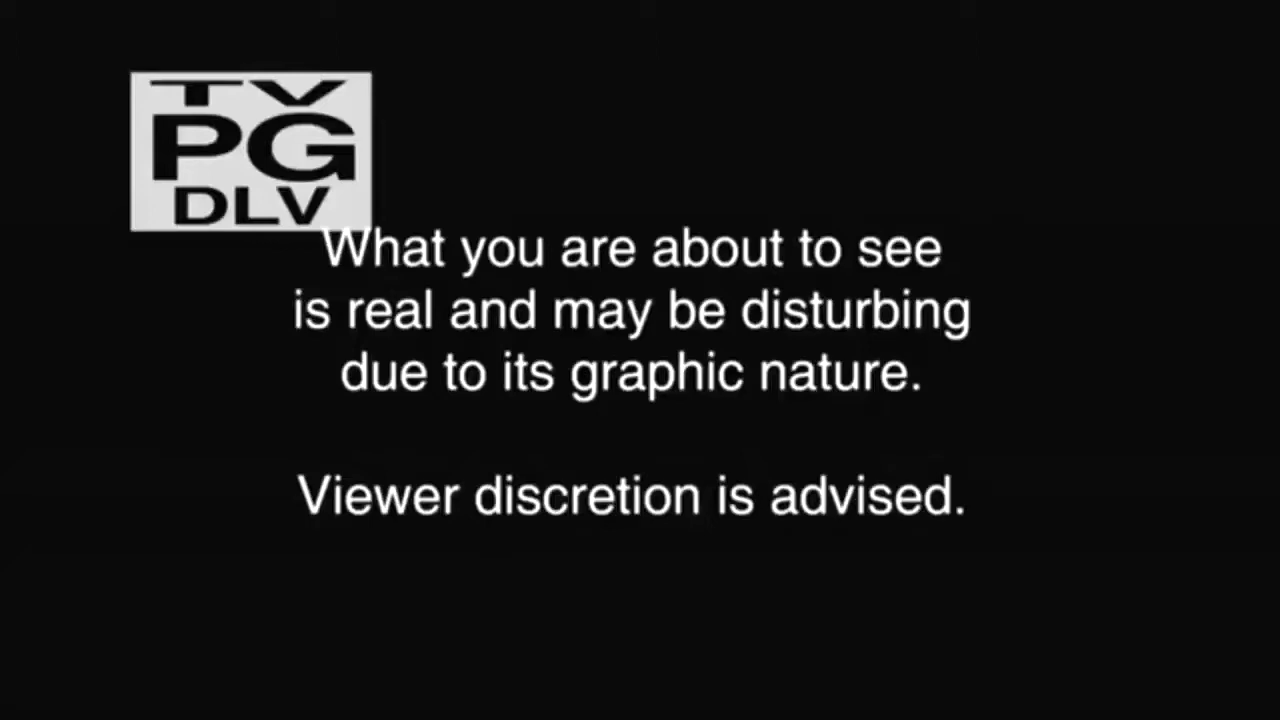 TV
PG
DLV
What you are about to see
is real and may be disturbing
due to its graphic nature.
Viewer discretion is advised.